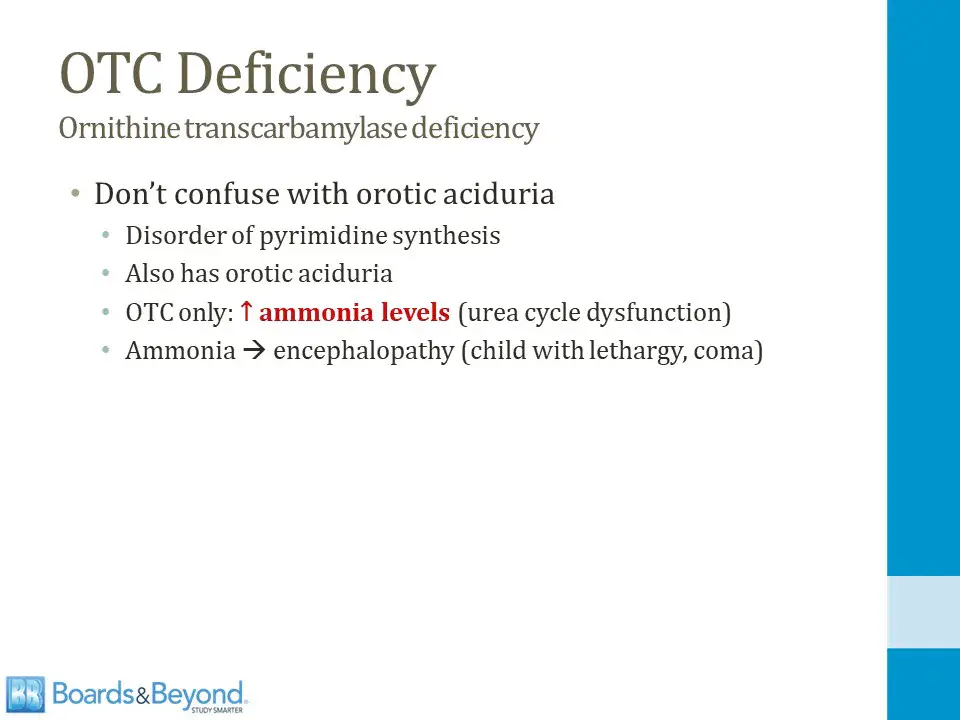 OTC Deficiency
Ornithine transcarbamylase deficiency
• Don’t confuse with orotic aciduria
• Disorder of pyrimidine synthesis
• Also has orotic aciduria
• OTC only: ↑ ammonia levels (urea cycle dysfunction)
• Ammonia → encephalopathy (child with lethargy, coma)
BB Boards&Beyond.
STUDY SMARTER